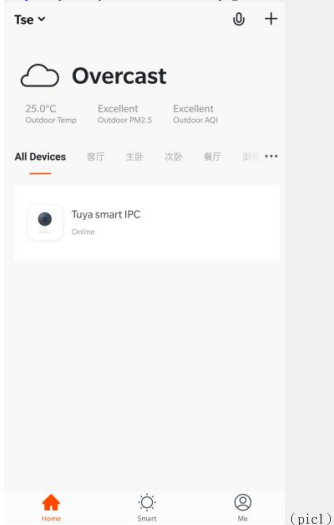 Tse
Overcast
25.0°C Excellent Excellent
Outdoor Temp Outdoor PM2.5 Outdoor AQI
All Devices 客厅 主卧 次卧 餐厅
Tuya smart IPC
Online
Home Smart Me
(pic1)